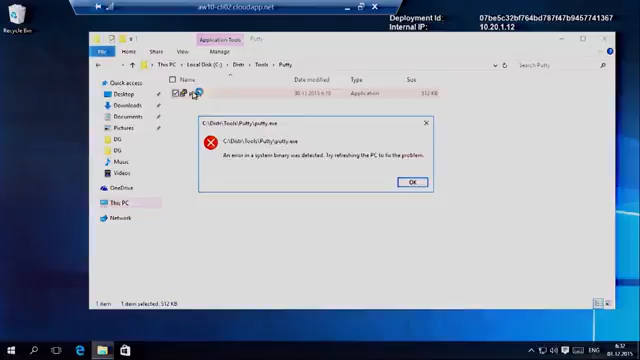 aw10-cli02.cloudapp.net
Deployment Id:
Internal IP:
10.20.1.12
Recycle Bin
Application Tools
Putty
File
Home
Share
View
Manage
This PC
Local Disk (C:)
Distr
Tools
Putty
Search Putty
Name
Date modified
Type
Size
Application
512 KB
Quick access
Desktop
Downloads
Documents
Pictures
DG
DG
Music
Videos
OneDrive
This PC
Network
C:\Distr\Tools\Putty\putty.exe
C:\Distr\Tools\Putty\putty.exe
An error in a system binary was detected. Try refreshing the PC to fix the problem.
OK
1 item
1 item selected, 512 KB
ENG